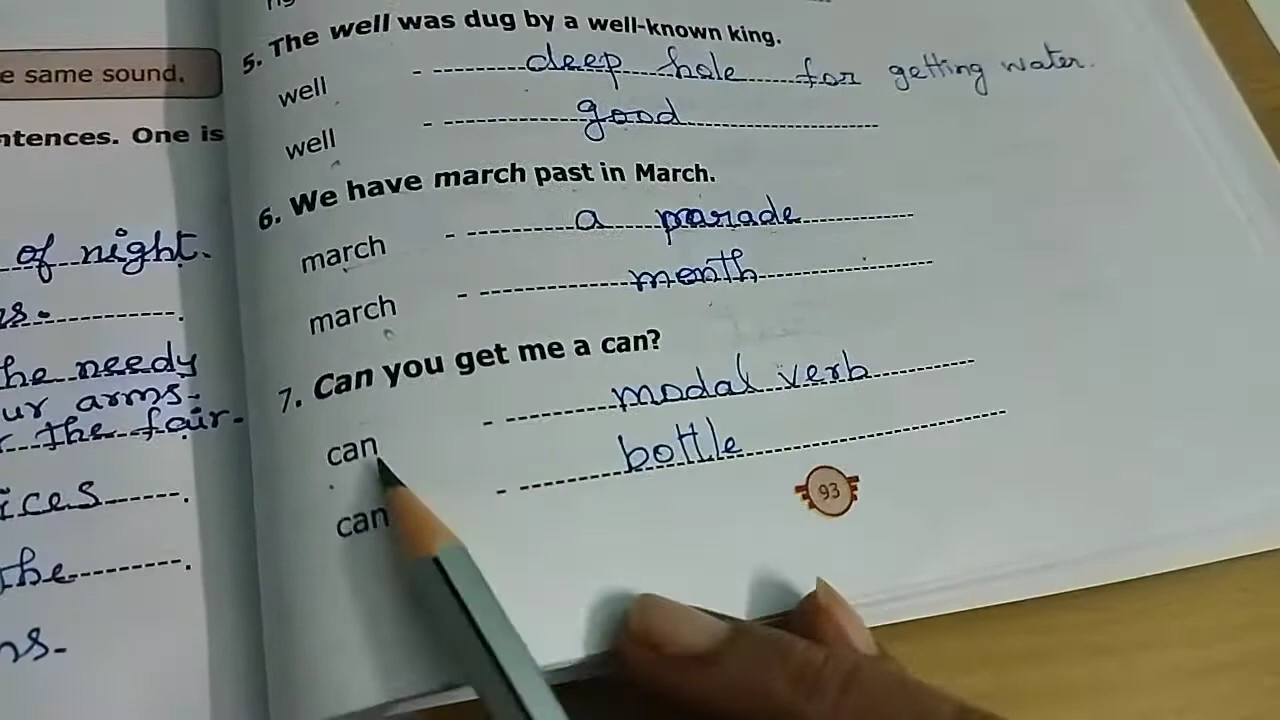 e same sound.
ntences. One is
of night.
he needy
ur arms.
the fair.
ices
the
5. The well was dug by a well-known king.
well - deep hole for getting water.
well - good
6. We have march past in March.
march - a parade
march - month
7. Can you get me a can?
can - modal verb
can - bottle
93